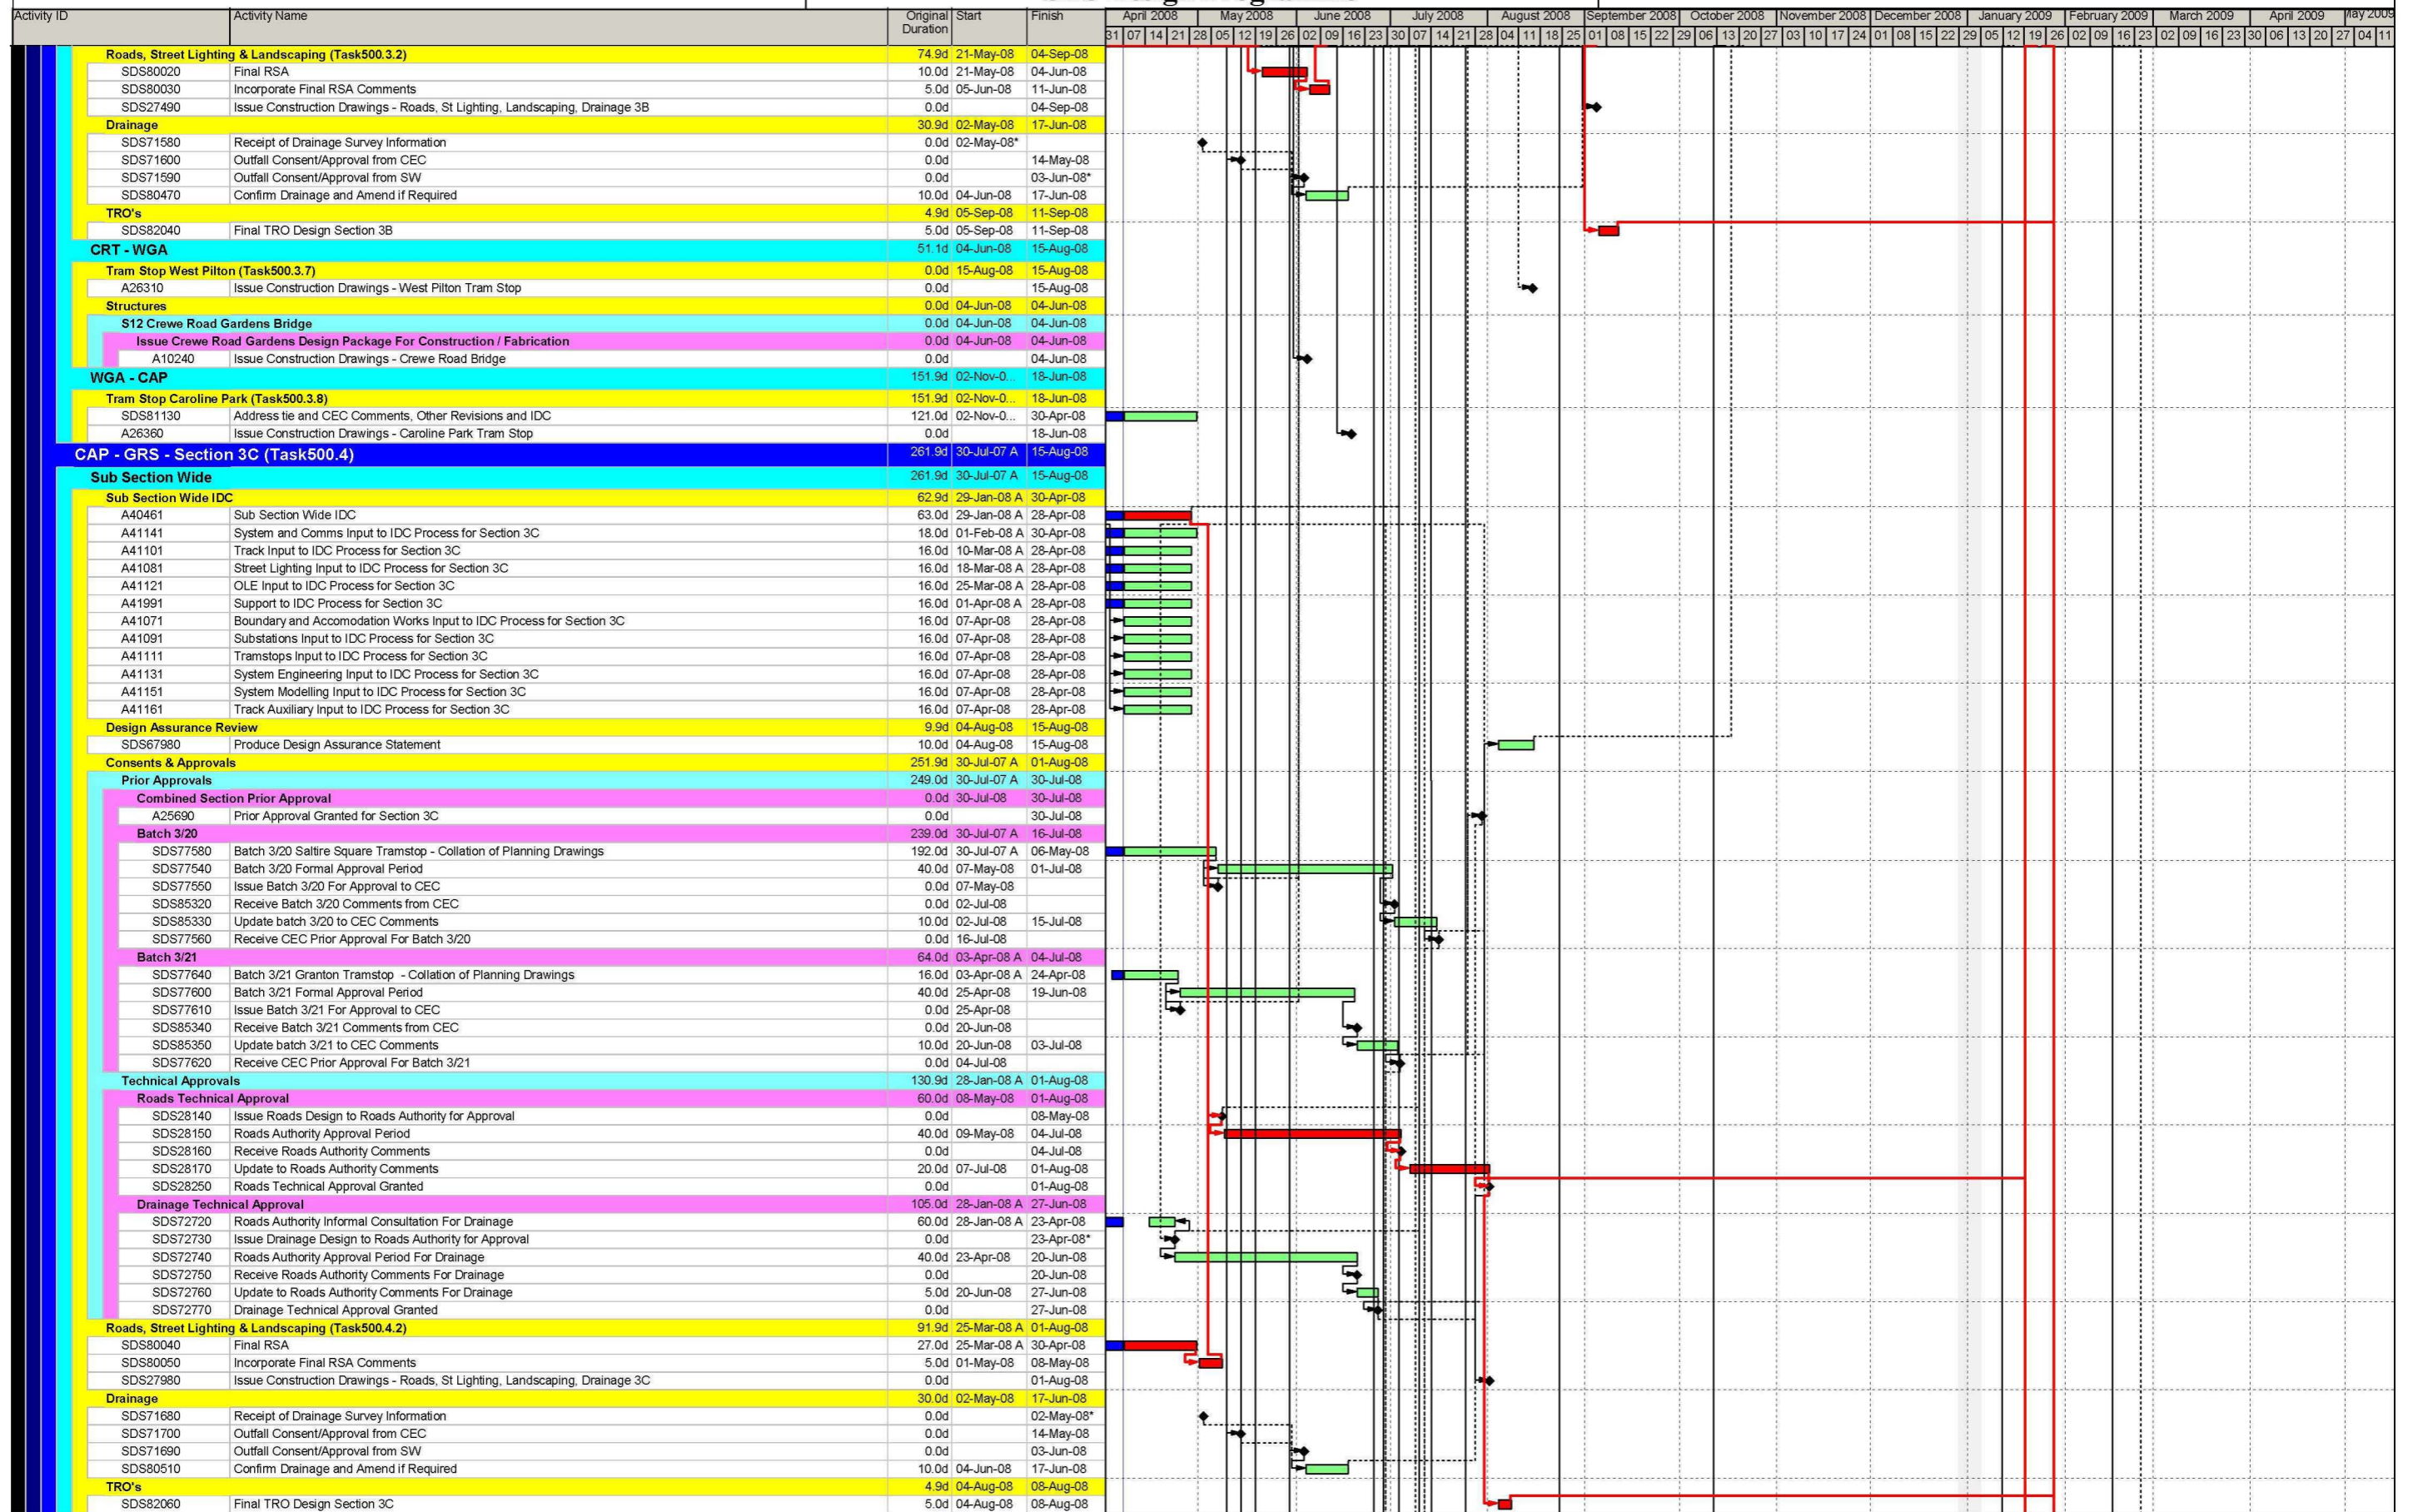 Activity ID Activity Name Original Duration Start Finish April 2008 May 2008 June 2008 July 2008 August 2008 September 2008 October 2008 November 2008 December 2008 January 2009 February 2009 March 2009 April 2009 May 2009
31 07 14 21 28 05 12 19 26 02 09 16 23 30 07 14 21 28 04 11 18 25 01 08 15 22 29 06 13 20 27 03 10 17 24 01 08 15 22 29 05 12 19 26 02 09 16 23 02 09 16 23 30 06 13 20 27 04 11
Roads, Street Lighting & Landscaping (Task500.3.2) 74.9d 21-May-08 04-Sep-08
SDS80020 Final RSA 10.0d 21-May-08 04-Jun-08
SDS80030 Incorporate Final RSA Comments 5.0d 05-Jun-08 11-Jun-08
SDS27490 Issue Construction Drawings - Roads, St Lighting, Landscaping, Drainage 3B 0.0d 04-Sep-08
Drainage 30.9d 02-May-08 17-Jun-08
SDS71580 Receipt of Drainage Survey Information 0.0d 02-May-08*
SDS71600 Outfall Consent/Approval from CEC 0.0d 14-May-08
SDS71590 Outfall Consent/Approval from SW 0.0d 03-Jun-08*
SDS80470 Confirm Drainage and Amend if Required 10.0d 04-Jun-08 17-Jun-08
TRO's 4.9d 05-Sep-08 11-Sep-08
SDS82040 Final TRO Design Section 3B 5.0d 05-Sep-08 11-Sep-08
CRT - WGA 51.1d 04-Jun-08 15-Aug-08
Tram Stop West Pilton (Task500.3.7) 0.0d 15-Aug-08 15-Aug-08
A26310 Issue Construction Drawings - West Pilton Tram Stop 0.0d 15-Aug-08
Structures 0.0d 04-Jun-08 04-Jun-08
S12 Crewe Road Gardens Bridge 0.0d 04-Jun-08 04-Jun-08
Issue Crewe Road Gardens Design Package For Construction / Fabrication 0.0d 04-Jun-08 04-Jun-08
A10240 Issue Construction Drawings - Crewe Road Bridge 0.0d 04-Jun-08
WGA - CAP 151.9d 02-Nov-0... 18-Jun-08
Tram Stop Caroline Park (Task500.3.8) 151.9d 02-Nov-0... 18-Jun-08
SDS81130 Address tie and CEC Comments, Other Revisions and IDC 121.0d 02-Nov-0... 30-Apr-08
A26360 Issue Construction Drawings - Caroline Park Tram Stop 0.0d 18-Jun-08
CAP - GRS - Section 3C (Task500.4) 261.9d 30-Jul-07 A 15-Aug-08
Sub Section Wide 261.9d 30-Jul-07 A 15-Aug-08
Sub Section Wide IDC 62.9d 29-Jan-08 A 30-Apr-08
A40461 Sub Section Wide IDC 63.0d 29-Jan-08 A 28-Apr-08
A41141 System and Comms Input to IDC Process for Section 3C 18.0d 01-Feb-08 A 30-Apr-08
A41101 Track Input to IDC Process for Section 3C 16.0d 10-Mar-08 A 28-Apr-08
A41081 Street Lighting Input to IDC Process for Section 3C 16.0d 18-Mar-08 A 28-Apr-08
A41121 OLE Input to IDC Process for Section 3C 16.0d 25-Mar-08 A 28-Apr-08
A41991 Support to IDC Process for Section 3C 16.0d 01-Apr-08 A 28-Apr-08
A41071 Boundary and Accomodation Works Input to IDC Process for Section 3C 16.0d 07-Apr-08 28-Apr-08
A41091 Substations Input to IDC Process for Section 3C 16.0d 07-Apr-08 28-Apr-08
A41111 Tramstops Input to IDC Process for Section 3C 16.0d 07-Apr-08 28-Apr-08
A41131 System Engineering Input to IDC Process for Section 3C 16.0d 07-Apr-08 28-Apr-08
A41151 System Modelling Input to IDC Process for Section 3C 16.0d 07-Apr-08 28-Apr-08
A41161 Track Auxiliary Input to IDC Process for Section 3C 16.0d 07-Apr-08 28-Apr-08
Design Assurance Review 9.9d 04-Aug-08 15-Aug-08
SDS67980 Produce Design Assurance Statement 10.0d 04-Aug-08 15-Aug-08
Consents & Approvals 251.9d 30-Jul-07 A 01-Aug-08
Prior Approvals 249.0d 30-Jul-07 A 30-Jul-08
Combined Section Prior Approval 0.0d 30-Jul-08 30-Jul-08
A25690 Prior Approval Granted for Section 3C 0.0d 30-Jul-08
Batch 3/20 239.0d 30-Jul-07 A 16-Jul-08
SDS77580 Batch 3/20 Saltire Square Tramstop - Collation of Planning Drawings 192.0d 30-Jul-07 A 06-May-08
SDS77540 Batch 3/20 Formal Approval Period 40.0d 07-May-08 01-Jul-08
SDS77550 Issue Batch 3/20 For Approval to CEC 0.0d 07-May-08
SDS85320 Receive Batch 3/20 Comments from CEC 0.0d 02-Jul-08
SDS85330 Update batch 3/20 to CEC Comments 10.0d 02-Jul-08 15-Jul-08
SDS77560 Receive CEC Prior Approval For Batch 3/20 0.0d 16-Jul-08
Batch 3/21 64.0d 03-Apr-08 A 04-Jul-08
SDS77640 Batch 3/21 Granton Tramstop - Collation of Planning Drawings 16.0d 03-Apr-08 A 24-Apr-08
SDS77600 Batch 3/21 Formal Approval Period 40.0d 25-Apr-08 19-Jun-08
SDS77610 Issue Batch 3/21 For Approval to CEC 0.0d 25-Apr-08
SDS85340 Receive Batch 3/21 Comments from CEC 0.0d 20-Jun-08
SDS85350 Update batch 3/21 to CEC Comments 10.0d 20-Jun-08 03-Jul-08
SDS77620 Receive CEC Prior Approval For Batch 3/21 0.0d 04-Jul-08
Technical Approvals 130.9d 28-Jan-08 A 01-Aug-08
Roads Technical Approval 60.0d 08-May-08 01-Aug-08
SDS28140 Issue Roads Design to Roads Authority for Approval 0.0d 08-May-08
SDS28150 Roads Authority Approval Period 40.0d 09-May-08 04-Jul-08
SDS28160 Receive Roads Authority Comments 0.0d 04-Jul-08
SDS28170 Update to Roads Authority Comments 20.0d 07-Jul-08 01-Aug-08
SDS28250 Roads Technical Approval Granted 0.0d 01-Aug-08
Drainage Technical Approval 105.0d 28-Jan-08 A 27-Jun-08
SDS72720 Roads Authority Informal Consultation For Drainage 60.0d 28-Jan-08 A 23-Apr-08
SDS72730 Issue Drainage Design to Roads Authority for Approval 0.0d 23-Apr-08*
SDS72740 Roads Authority Approval Period For Drainage 40.0d 23-Apr-08 20-Jun-08
SDS72750 Receive Roads Authority Comments For Drainage 0.0d 20-Jun-08
SDS72760 Update to Roads Authority Comments For Drainage 5.0d 20-Jun-08 27-Jun-08
SDS72770 Drainage Technical Approval Granted 0.0d 27-Jun-08
Roads, Street Lighting & Landscaping (Task500.4.2) 91.9d 25-Mar-08 A 01-Aug-08
SDS80040 Final RSA 27.0d 25-Mar-08 A 30-Apr-08
SDS80050 Incorporate Final RSA Comments 5.0d 01-May-08 08-May-08
SDS27980 Issue Construction Drawings - Roads, St Lighting, Landscaping, Drainage 3C 0.0d 01-Aug-08
Drainage 30.0d 02-May-08 17-Jun-08
SDS71680 Receipt of Drainage Survey Information 0.0d 02-May-08*
SDS71700 Outfall Consent/Approval from CEC 0.0d 14-May-08
SDS71690 Outfall Consent/Approval from SW 0.0d 03-Jun-08
SDS80510 Confirm Drainage and Amend if Required 10.0d 04-Jun-08 17-Jun-08
TRO's 4.9d 04-Aug-08 08-Aug-08
SDS82060 Final TRO Design Section 3C 5.0d 04-Aug-08 08-Aug-08